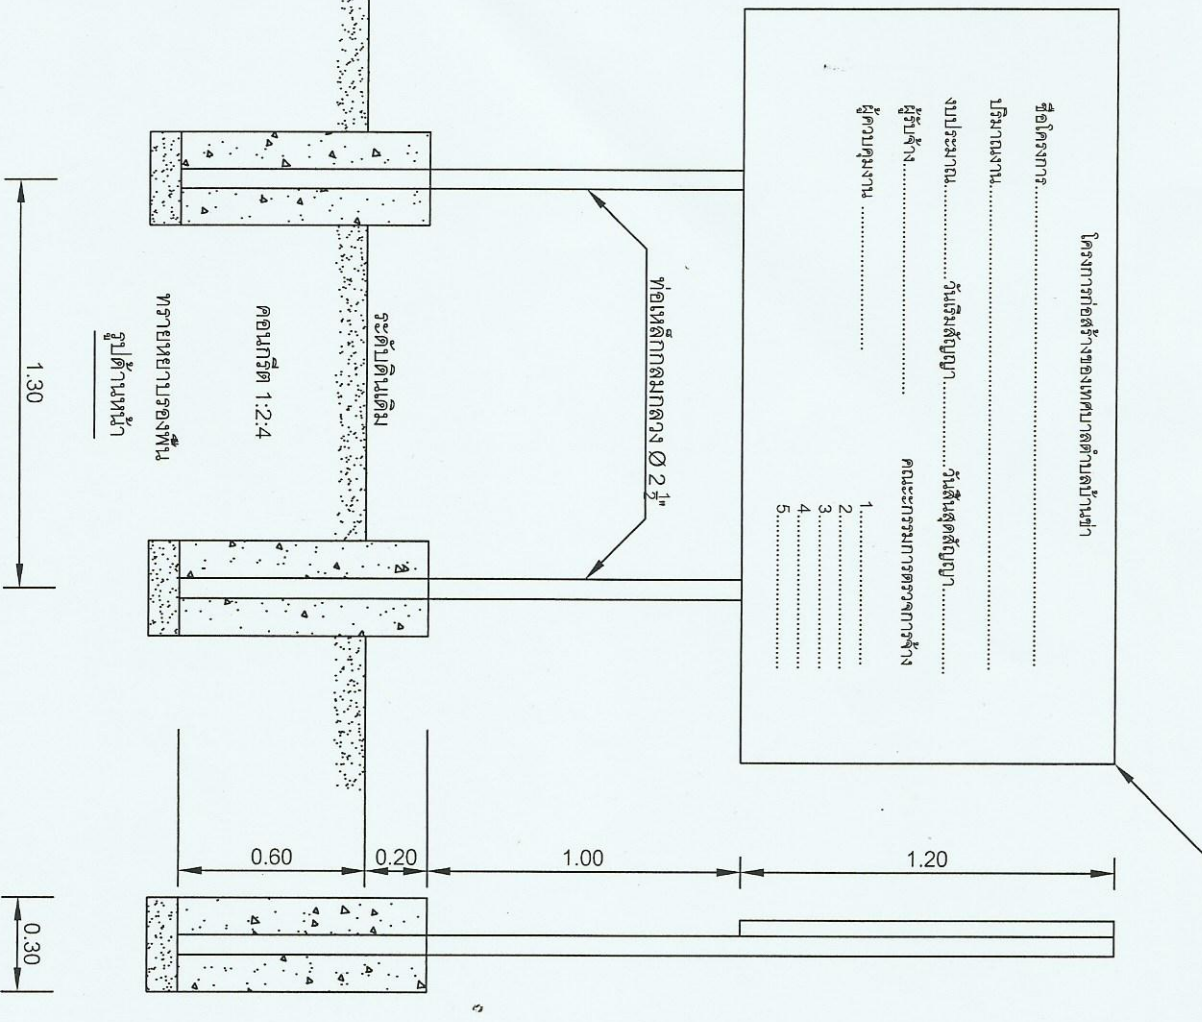 โครงการก่อสร้างของเทศบาลตำบลบ้านซ่า
ชื่อโครงการ..................................................
ปริมาณงาน..................................................
งบประมาณ....................วันเริ่มสัญญา....................วันสิ้นสุดสัญญา....................
ผู้รับจ้าง.................................................. คณะกรรมการตรวจการจ้าง
ผู้ควบคุมงาน ........................................ 1........................................
2........................................
3........................................
4........................................
5........................................
1.20
ท่อเหล็กกลมกลวง Ø 2 ½"
1.00
ระดับดินเดิม
0.20
คอนกรีต 1:2:4
0.60
ทรายหยาบรองพื้น
รูปด้านหน้า
1.30
0.30